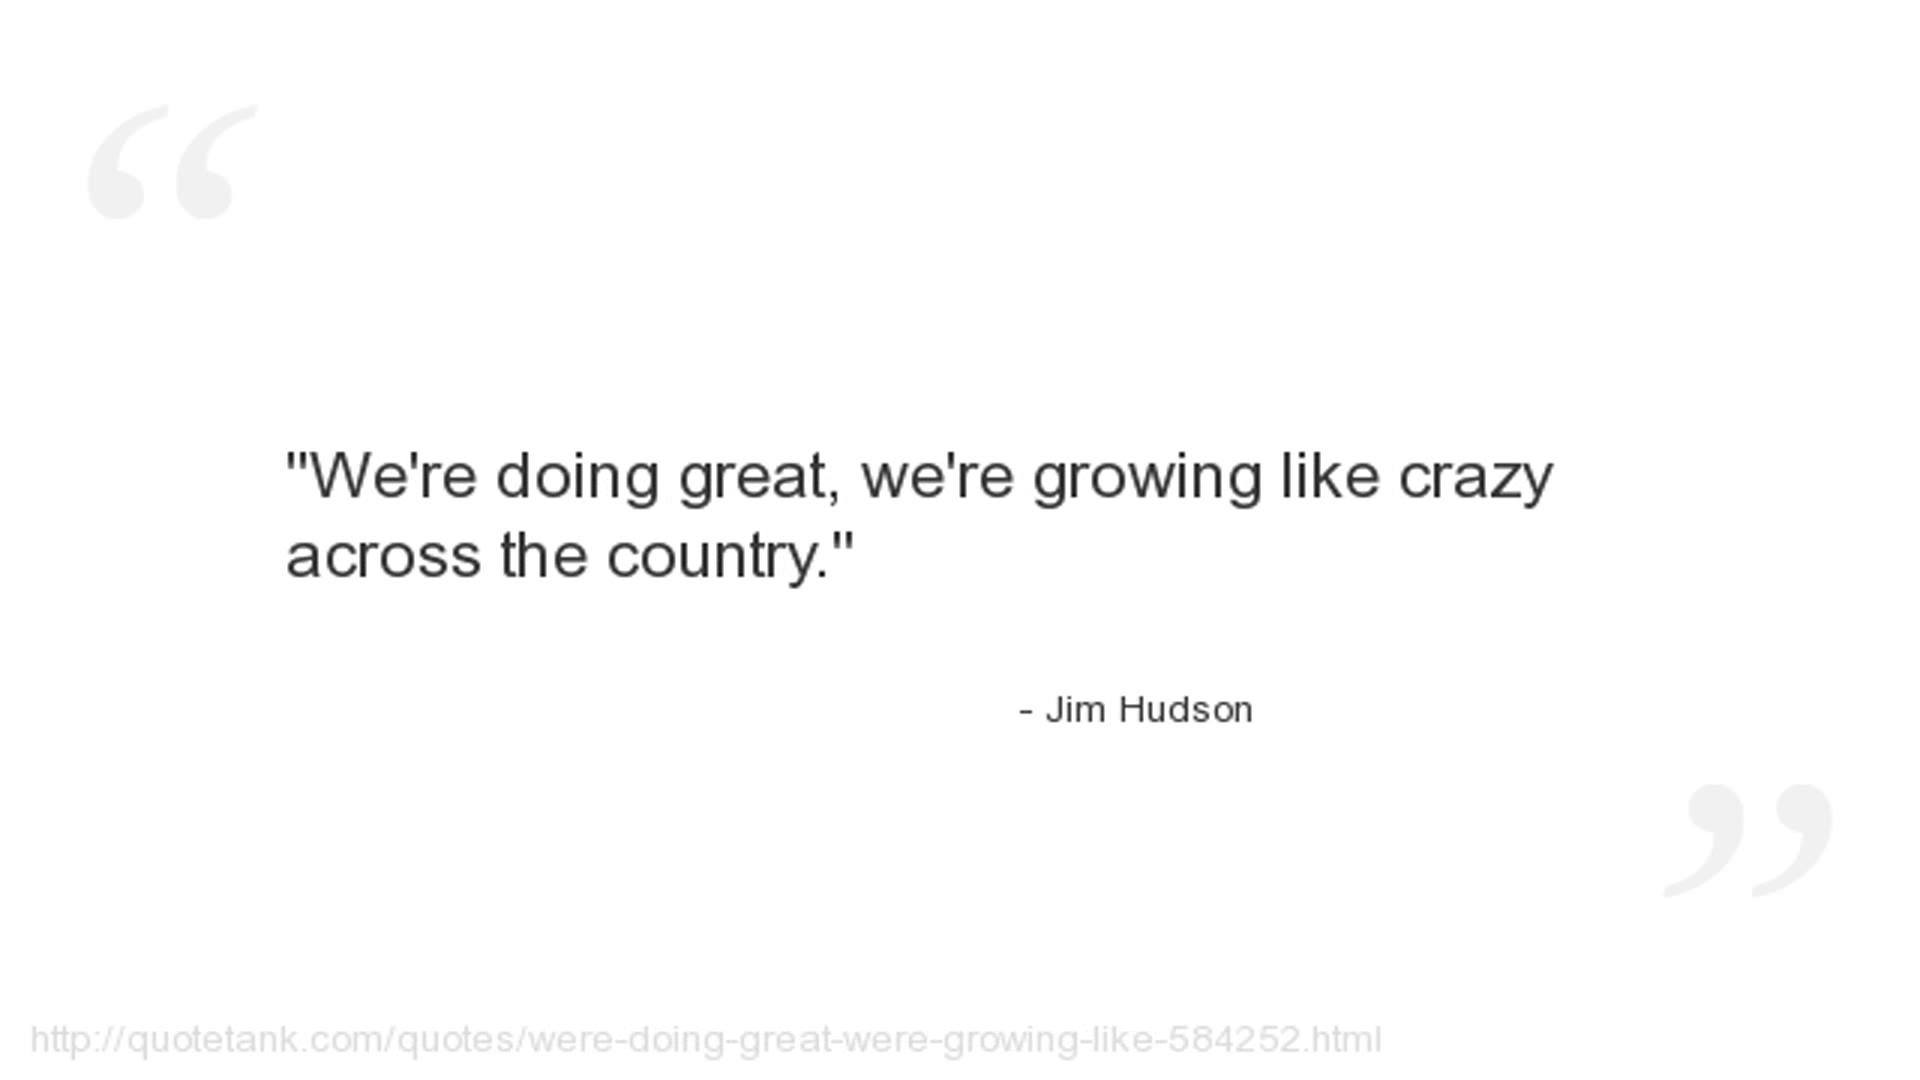 "We're doing great, we're growing like crazy
across the country."
- Jim Hudson
http://quotetank.com/quotes/were-doing-great-were-growing-like-584252.html